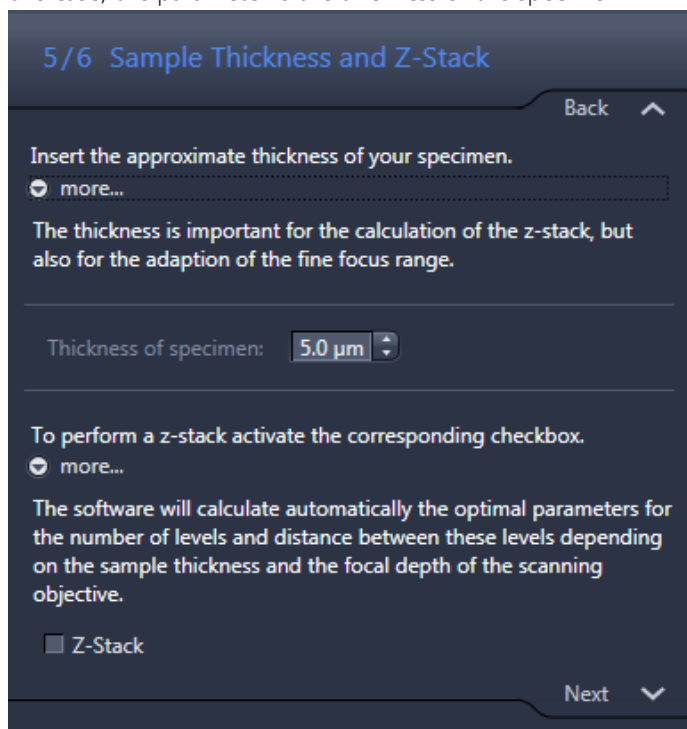 5/6 Sample Thickness and Z-Stack
Back
Insert the approximate thickness of your specimen.
more...
The thickness is important for the calculation of the z-stack, but
also for the adaption of the fine focus range.
Thickness of specimen: 5.0 µm
To perform a z-stack activate the corresponding checkbox.
more...
The software will calculate automatically the optimal parameters for
the number of levels and distance between these levels depending
on the sample thickness and the focal depth of the scanning
objective.
Z-Stack
Next